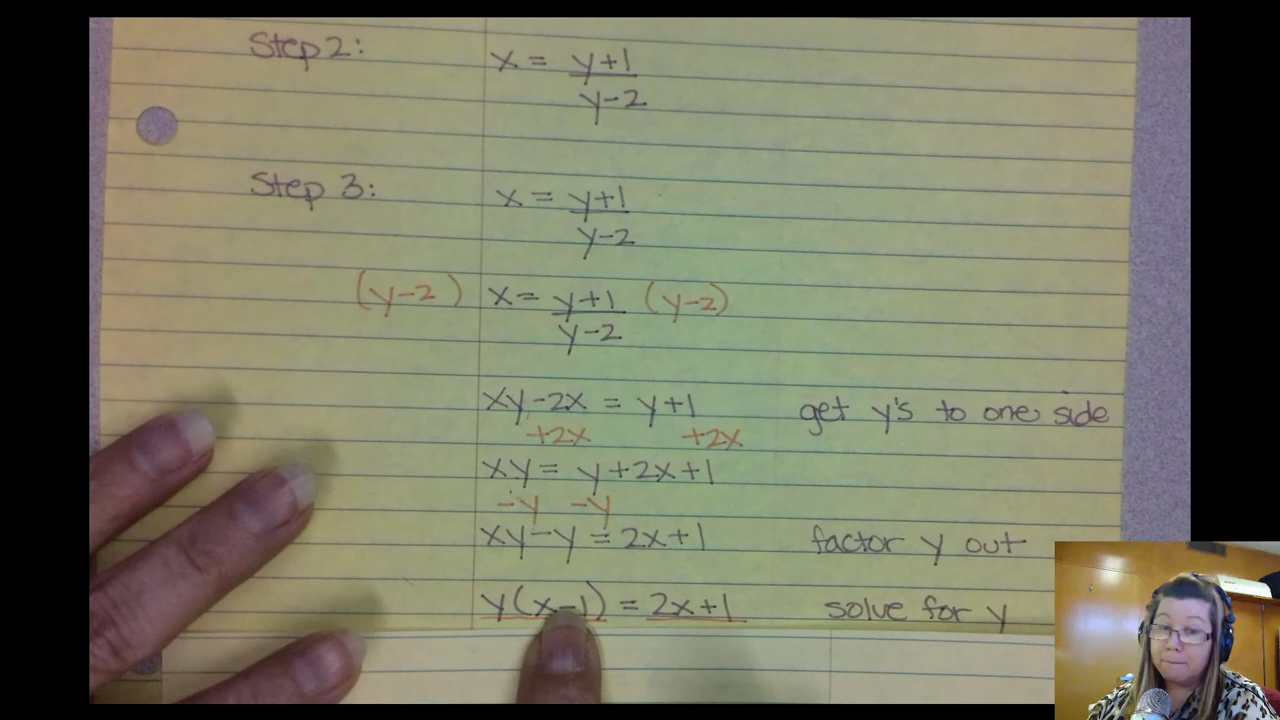 Step 2:
x = y+1
y-2
Step 3:
x = y+1
y-2
(y-2) x = y+1 (y-2)
y-2
xy-2x = y+1 get y's to one side
+2x +2x
xy = y+2x+1
-y -y
xy-y = 2x+1 factor y out
y(x-1) = 2x+1 solve for y